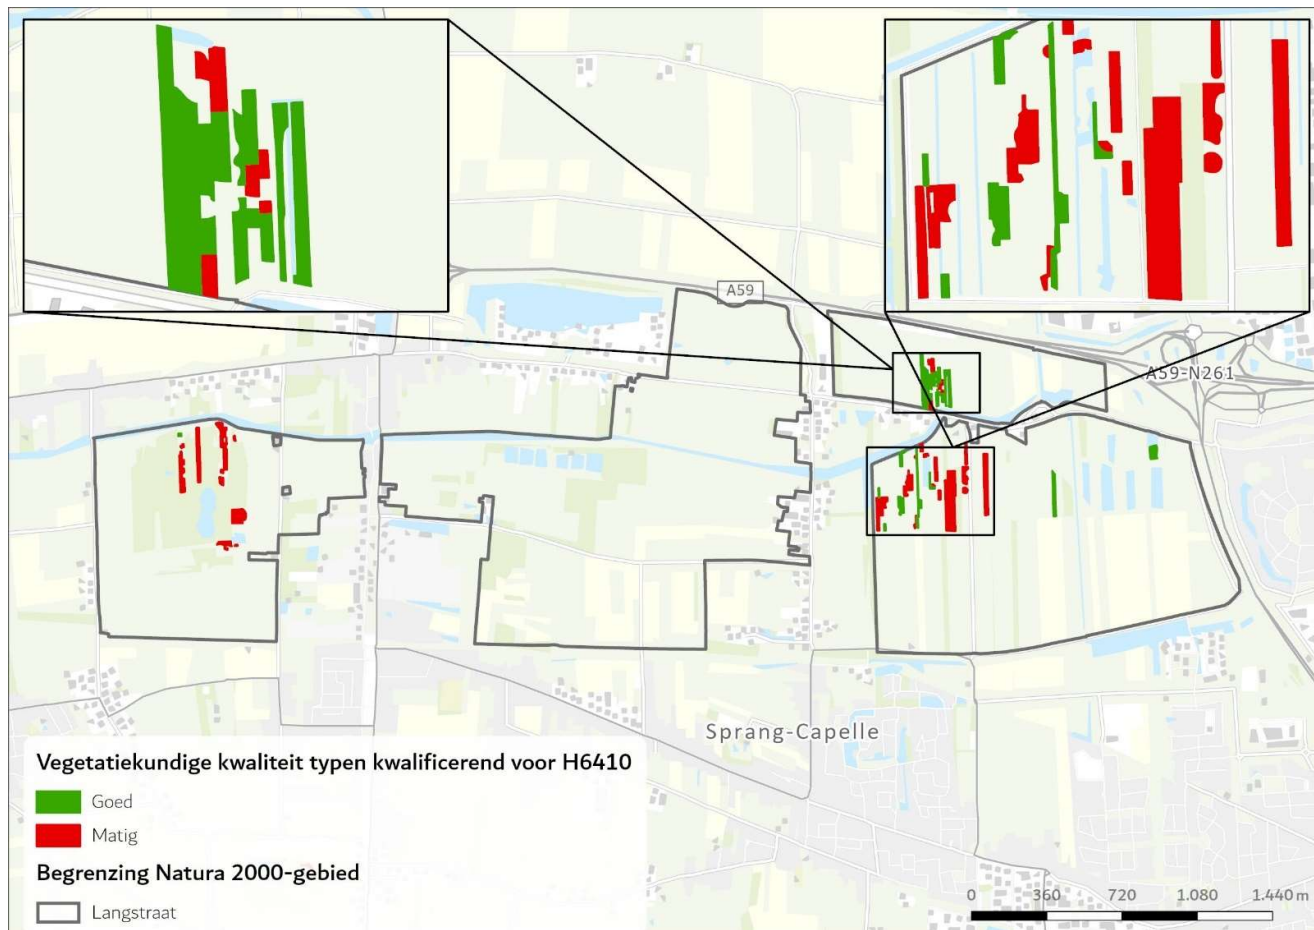 A59
A59-N261
Sprang-Capelle
Vegetatiekundige kwaliteit typen kwalificerend voor H6410
Goed
Matig
Begrenzing Natura 2000-gebied
Langstraat
0 360 720 1.080 1.440 m